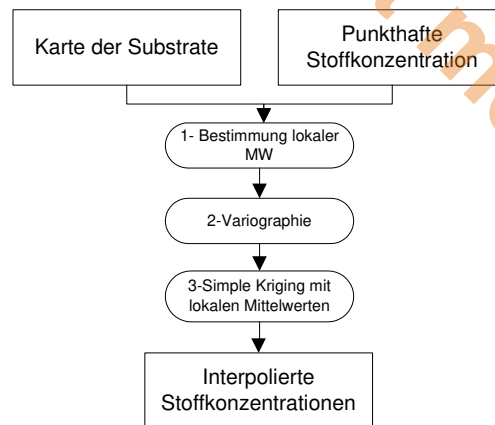 Karte der Substrate
Punkthafte
Stoffkonzentration
1- Bestimmung lokaler
MW
2-Variographie
3-Simple Kriging mit
lokalen Mittelwerten
Interpolierte
Stoffkonzentrationen